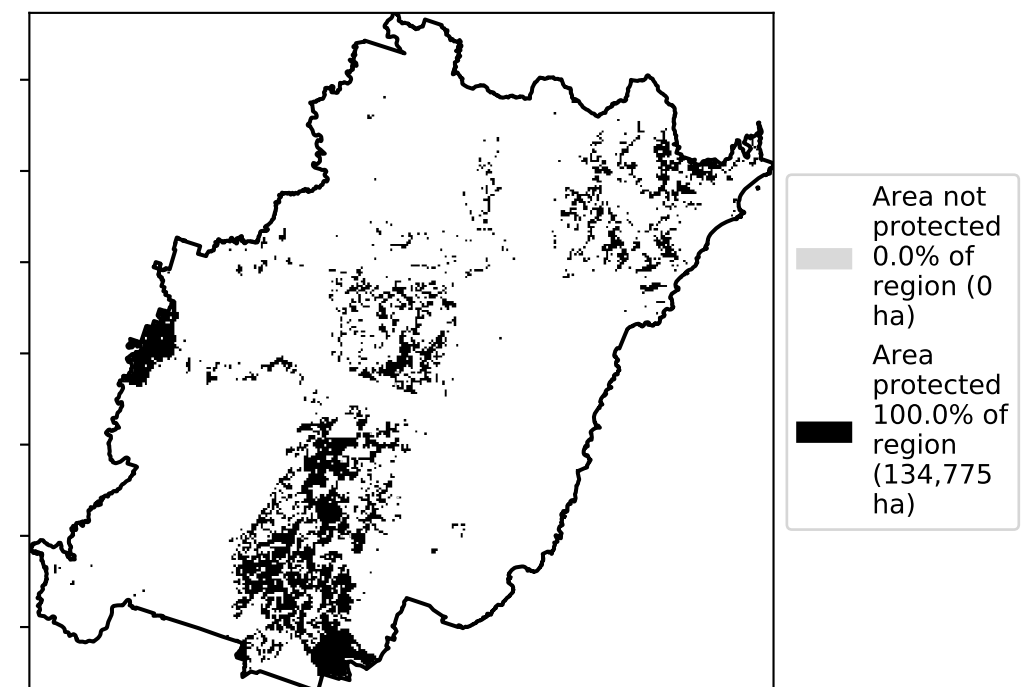 Area not
protected
0.0% of
region (0
ha)
Area
protected
100.0% of
region
(134,775
ha)